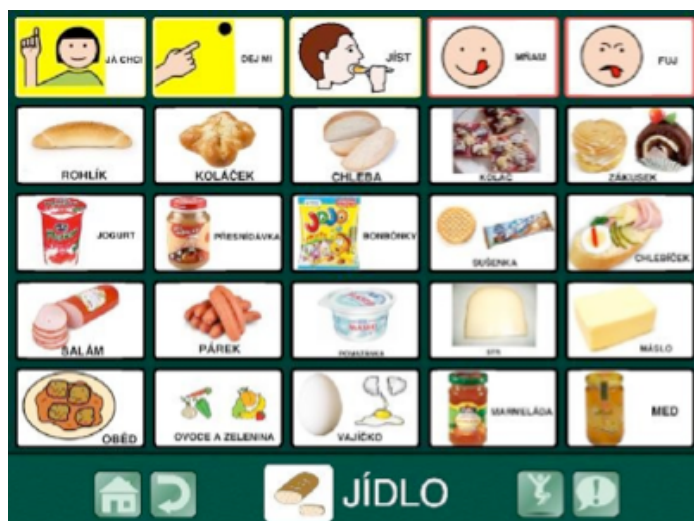 JÁ CHCI
DEJ MI
JÍST
MŇAM
FUJ
ROHLÍK
KOLÁČEK
CHLEBA
KOLÁČ
ZÁKUSEK
JOGURT
PŘESNÍDÁVKA
JOJO
BONBÓNKY
SUŠENKA
CHLEBÍČEK
SALÁM
PÁREK
MÁSLO
OBĚD
OVOCE A ZELENINA
VAJÍČKO
MARMELÁDA
MED
JÍDLO